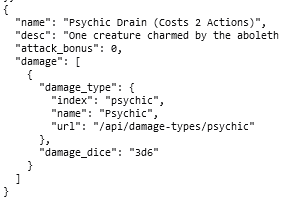 {
"name": "Psychic Drain (Costs 2 Actions)",
"desc": "One creature charmed by the aboleth
"attack_bonus": 0,
"damage": [
{
"damage_type": {
"index": "psychic",
"name": "Psychic",
"url": "/api/damage-types/psychic"
},
"damage_dice": "3d6"
}
]
}